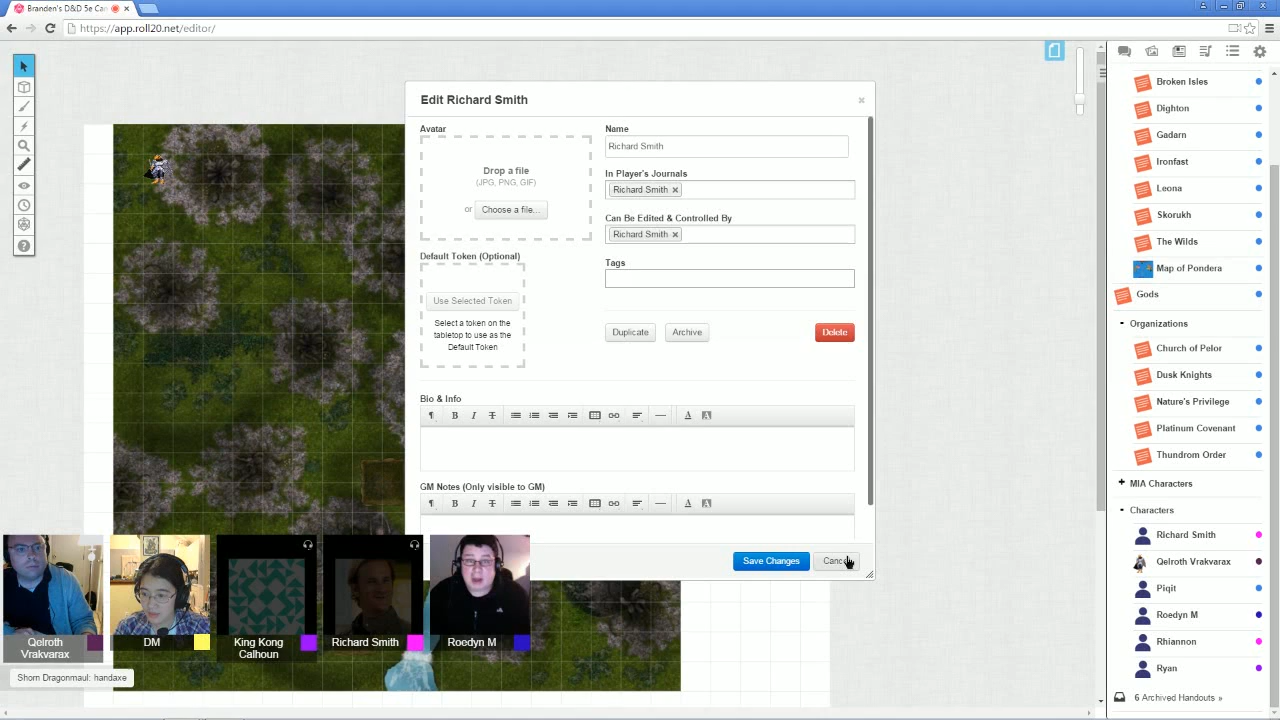 Branden's D&D 5e Can
https://app.roll20.net/editor/
Edit Richard Smith
Avatar
Drop a file
(JPG, PNG, GIF)
or Choose a file...
Default Token (Optional)
Use Selected Token
Select a token on the
tabletop to use as the
Default Token
Name
Richard Smith
In Player's Journals
Richard Smith
Can Be Edited & Controlled By
Richard Smith
Tags
Duplicate
Archive
Delete
Bio & Info
GM Notes (Only visible to GM)
Save Changes
Cancel
Broken Isles
Dighton
Gadarn
Ironfast
Leona
Skorukh
The Wilds
Map of Pondera
Gods
Organizations
Church of Pelor
Dusk Knights
Nature's Privilege
Platinum Covenant
Thundrom Order
MIA Characters
Characters
Richard Smith
Qelroth Vrakvarax
Piqit
Roedyn M
Rhiannon
Ryan
6 Archived Handouts »
Qelroth
Vrakvarax
DM
King Kong
Calhoun
Richard Smith
Roedyn M
Shorn Dragonmaul: handaxe